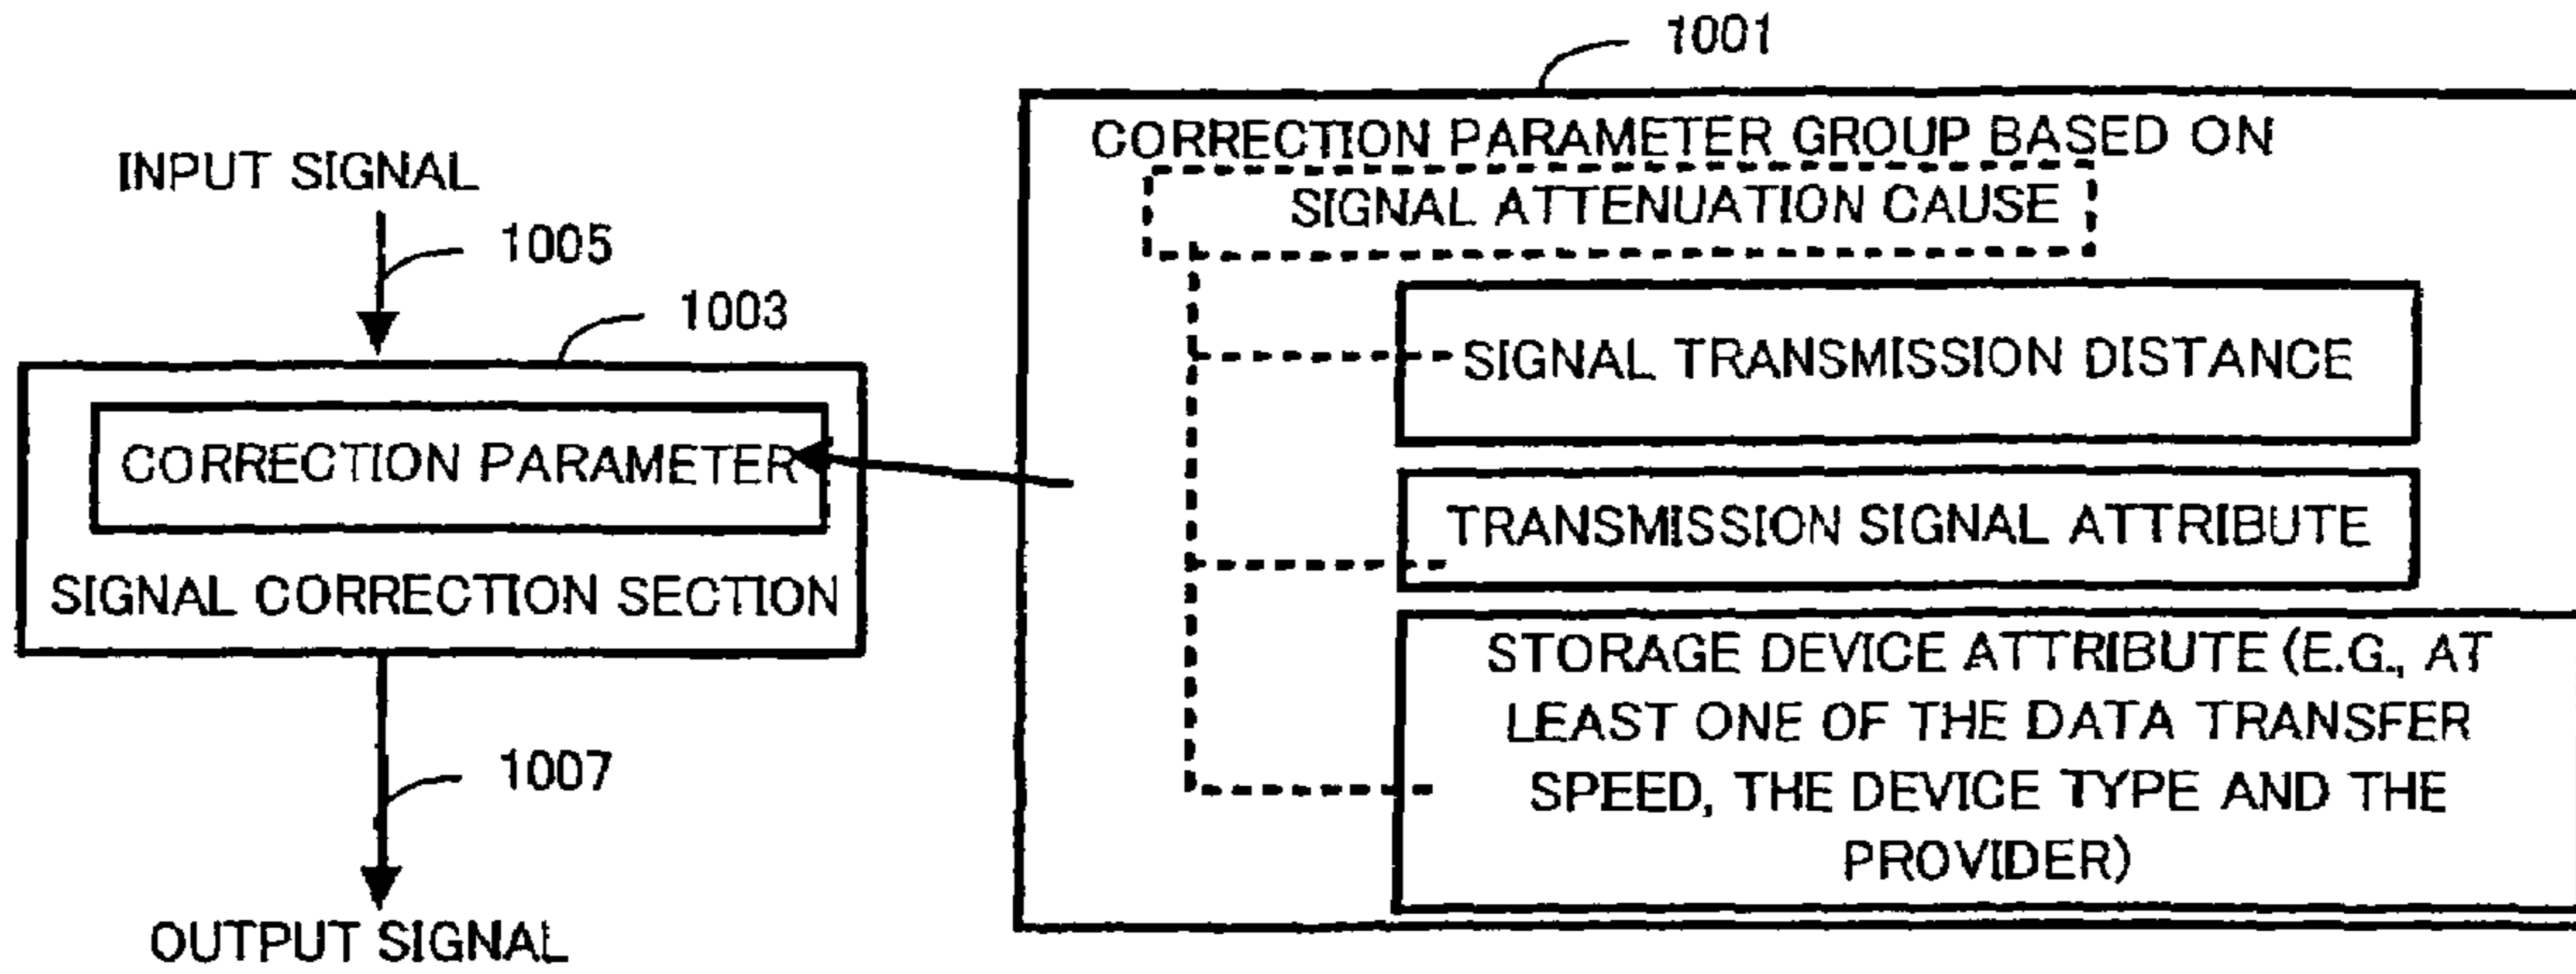 1001
CORRECTION PARAMETER GROUP BASED ON
SIGNAL ATTENUATION CAUSE
SIGNAL TRANSMISSION DISTANCE
TRANSMISSION SIGNAL ATTRIBUTE
STORAGE DEVICE ATTRIBUTE (E.G., AT
LEAST ONE OF THE DATA TRANSFER
SPEED, THE DEVICE TYPE AND THE
PROVIDER)
INPUT SIGNAL
1005
1003
CORRECTION PARAMETER
SIGNAL CORRECTION SECTION
1007
OUTPUT SIGNAL